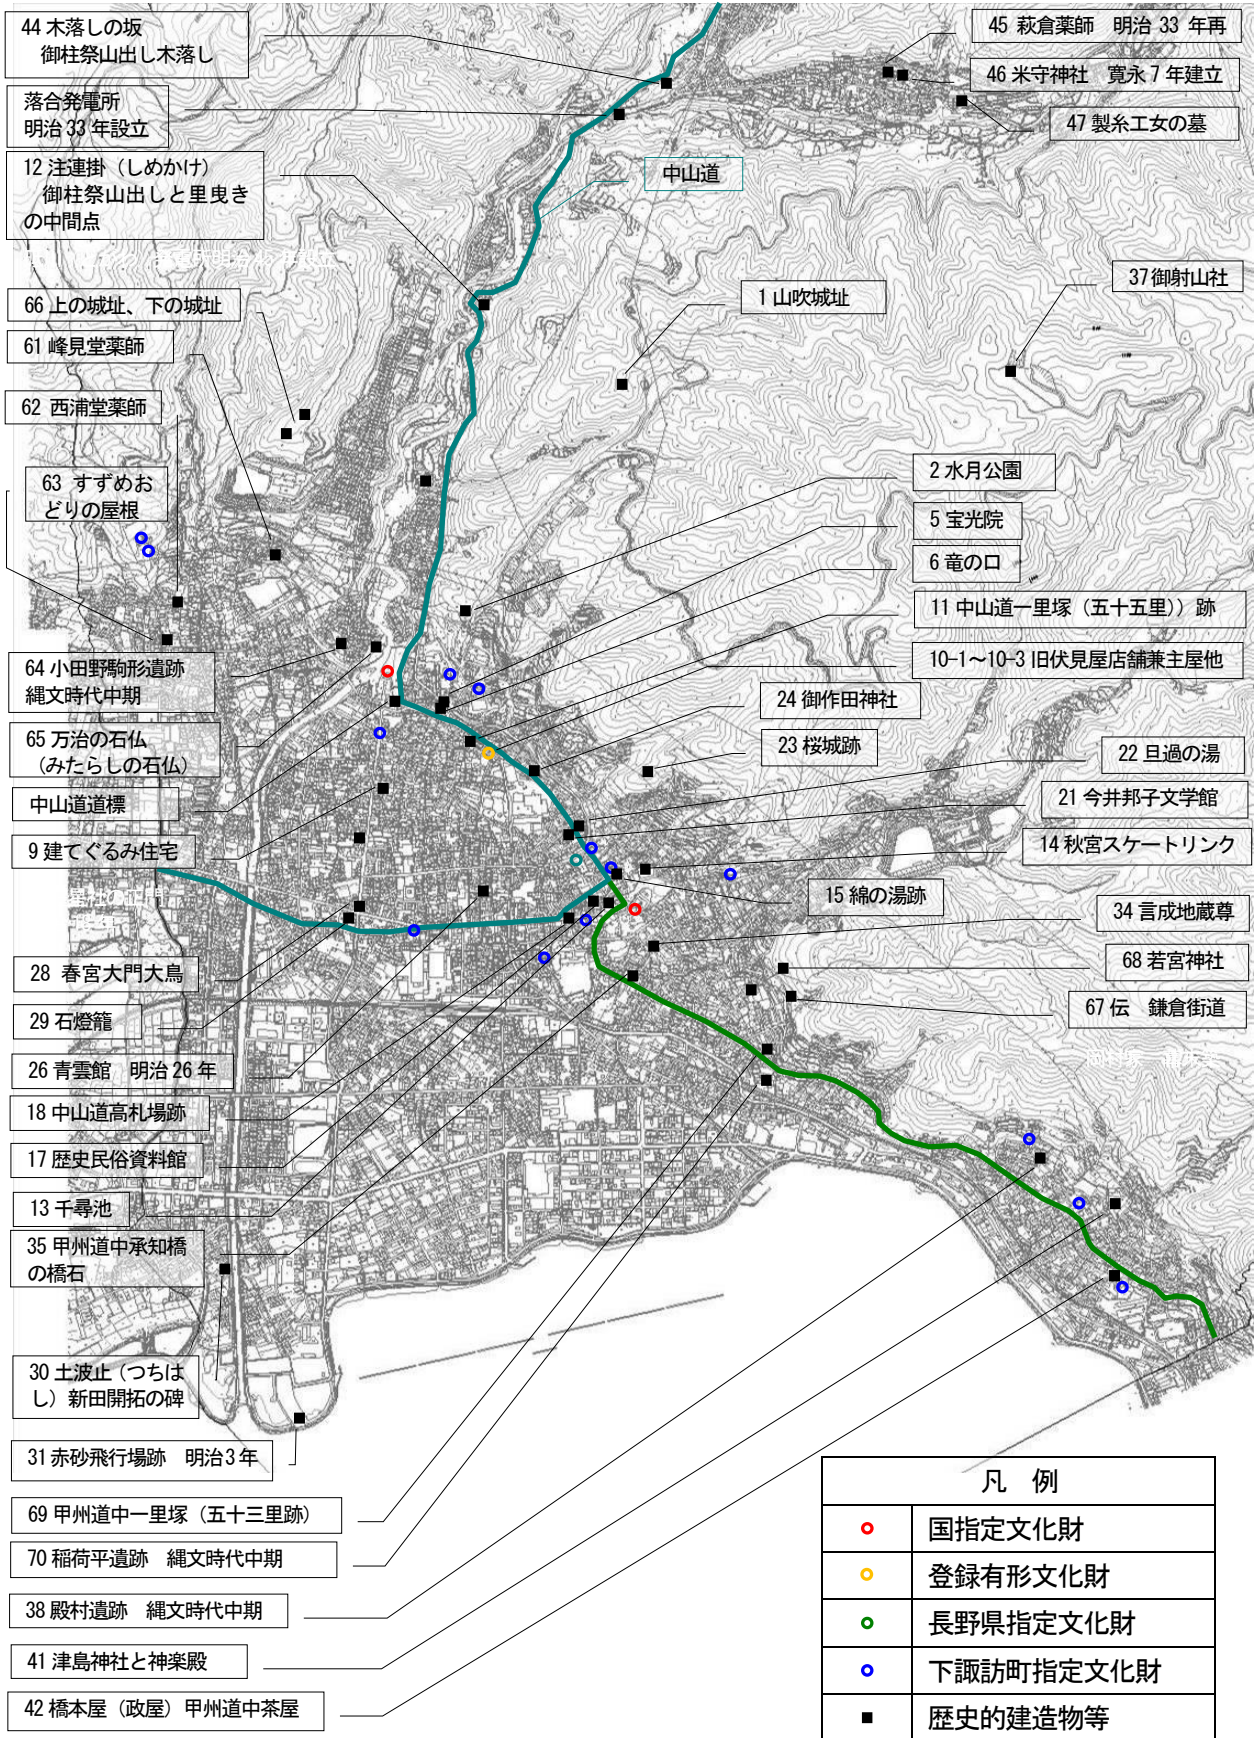 44 木落しの坂
御柱祭山出し木落し
落合発電所
明治33年設立
12 注連掛（しめかけ）
御柱祭山出しと里曳き
の中間点
66 上の城址、下の城址
61 峰見堂薬師
62 西浦堂薬師
63 すずめお
どりの屋根
64 小田野駒形遺跡
縄文時代中期
65 万治の石仏
（みたらしの石仏）
中山道道標
9 建てぐるみ住宅
28 春宮大門大鳥
29 石燈籠
26 青雲館　明治26年
18 中山道高札場跡
17 歴史民俗資料館
13 千尋池
35 甲州道中承知橋
の橋石
30 土波止（つちは
し）新田開拓の碑
31 赤砂飛行場跡　明治3年
69 甲州道中一里塚（五十三里跡）
70 稲荷平遺跡　縄文時代中期
38 殿村遺跡　縄文時代中期
41 津島神社と神楽殿
42 橋本屋（政屋）甲州道中茶屋
中山道
1 山吹城址
45 萩倉薬師　明治 33 年再
46 米守神社　寛永7年建立
47 製糸工女の墓
37 御射山社
2 水月公園
5 宝光院
6 竜の口
11 中山道一里塚（五十五里））跡
10-1～10-3 旧伏見屋店舗兼主屋他
24 御作田神社
23 桜城跡
22 旦過の湯
21 今井邦子文学館
14 秋宮スケートリンク
15 綿の湯跡
34 言成地蔵尊
68 若宮神社
67 伝　鎌倉街道
凡　例
国指定文化財
登録有形文化財
長野県指定文化財
下諏訪町指定文化財
歴史的建造物等